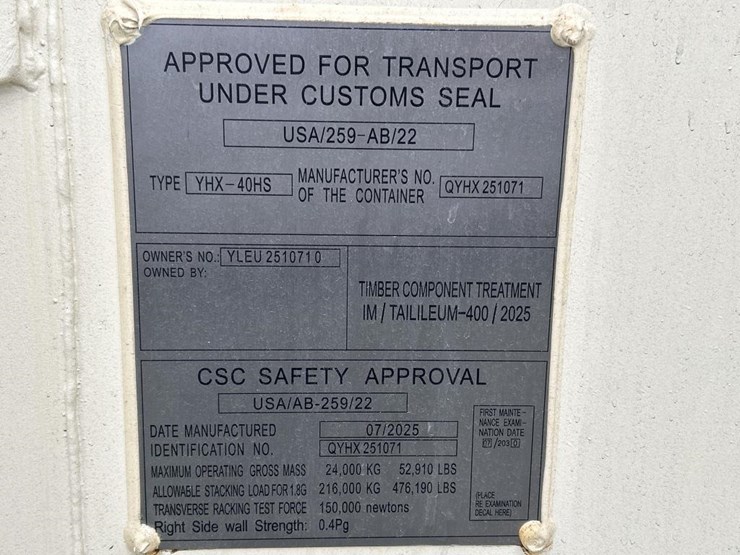 APPROVED FOR TRANSPORT
UNDER CUSTOMS SEAL
USA/259-AB/22
TYPE YHX-40HS MANUFACTURER'S NO. OF THE CONTAINER QYHX 251071
OWNER'S NO.: YLEU 2510710
OWNED BY:
TIMBER COMPONENT TREATMENT
IM / TAILILEUM-400 / 2025
CSC SAFETY APPROVAL
USA/AB-259/22
DATE MANUFACTURED 07/2025
IDENTIFICATION NO. QYHX 251071
MAXIMUM OPERATING GROSS MASS 24,000 KG 52,910 LBS
ALLOWABLE STACKING LOAD FOR 1.8G 216,000 KG 476,190 LBS
TRANSVERSE RACKING TEST FORCE 150,000 newtons
Right Side wall Strength: 0.4Pg
FIRST MAINTE-
NANCE EXAMI-
NATION DATE
07/2030
(PLACE
RE EXAMINATION
DECAL HERE)